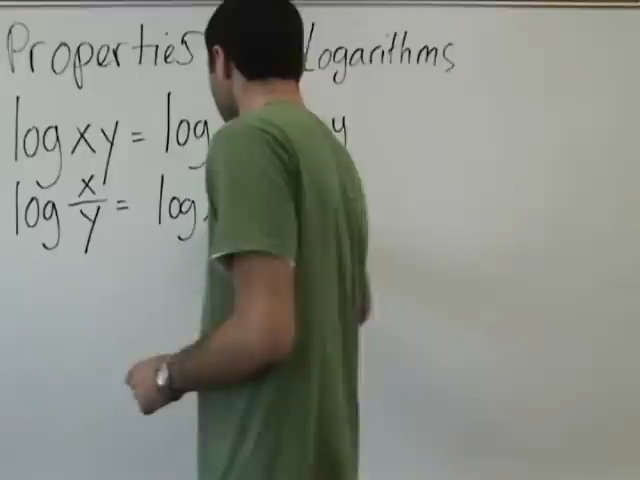 Properties Logarithms
log xy = log y
log x/y = log